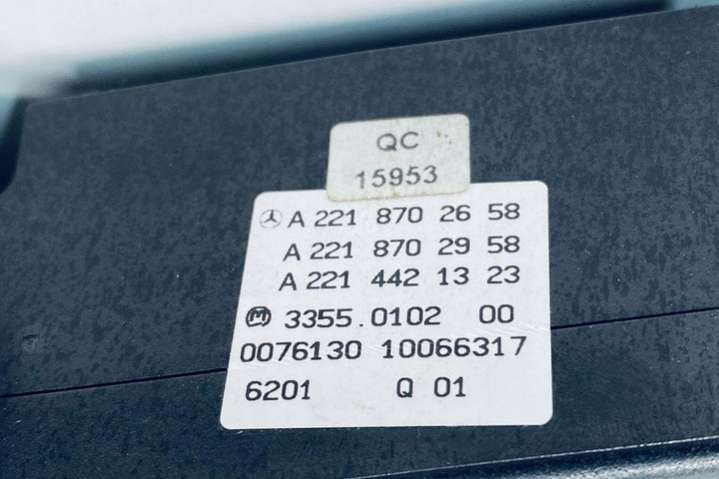 QC
15953
A 221 870 26 58
A 221 870 29 58
A 221 442 13 23
M 3355.0102 00
0076130 10066317
6201 Q 01